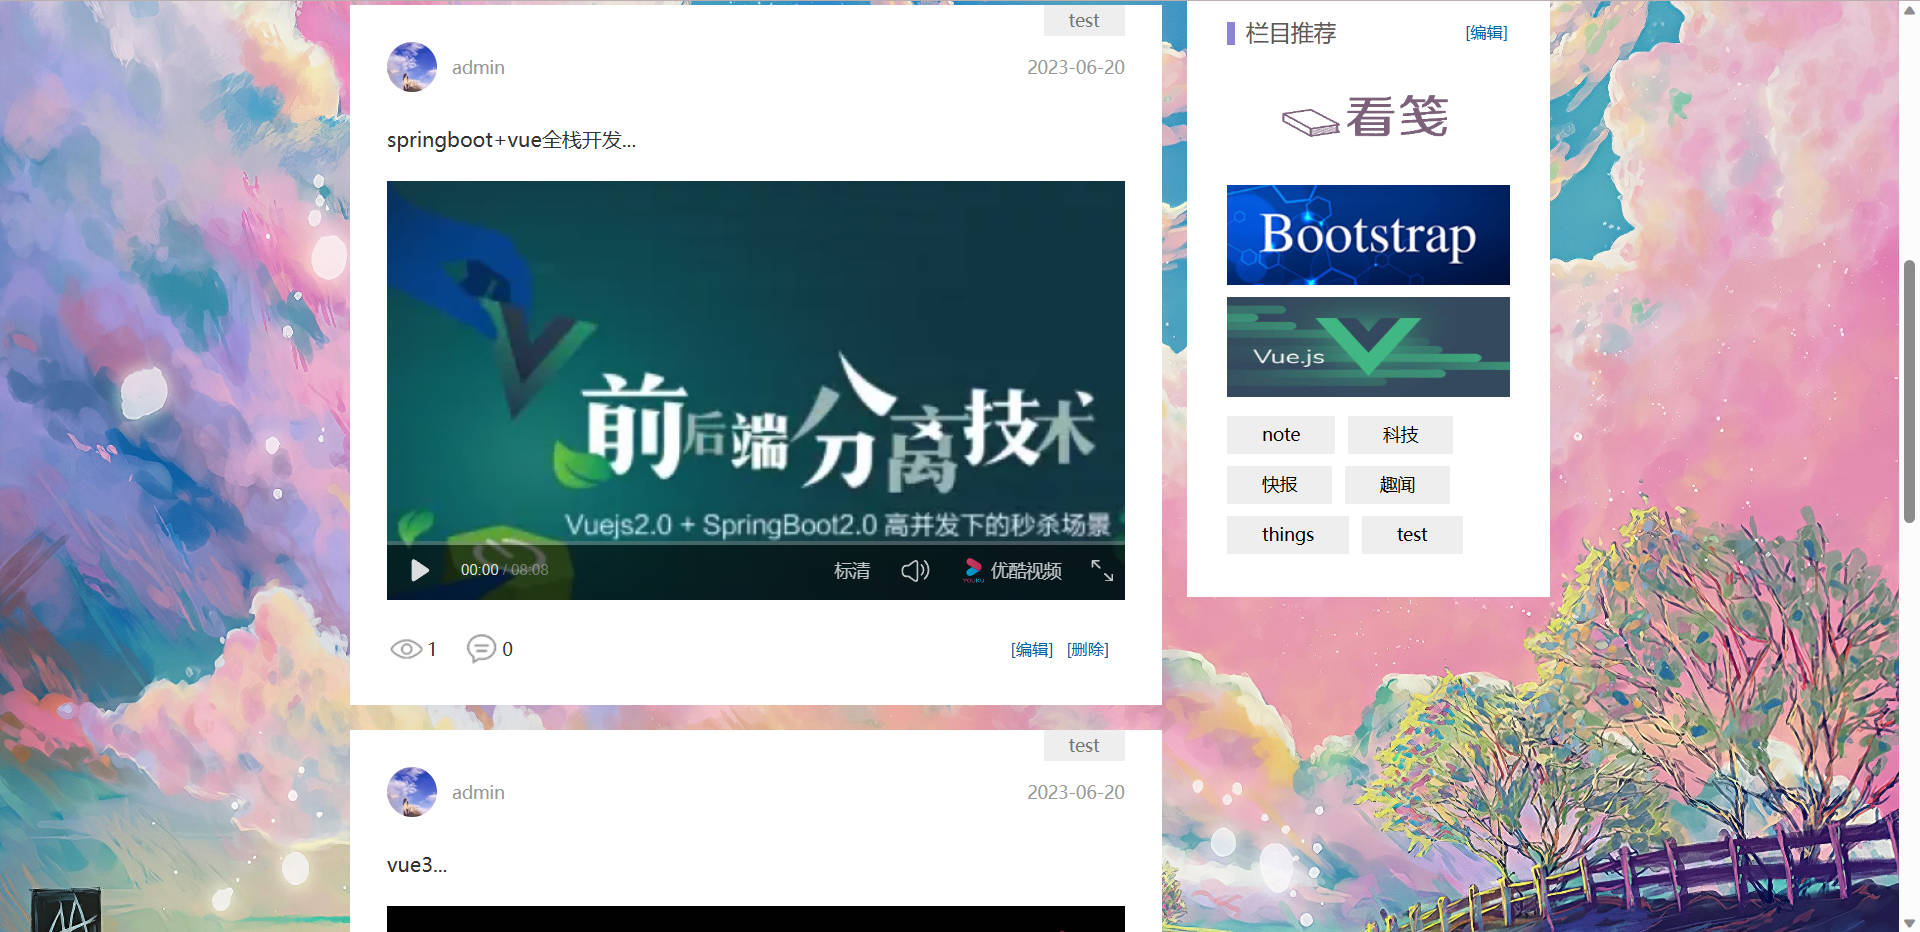 test
admin
2023-06-20
springboot+vue全栈开发...
前后端分离技术
Vuejs2.0 + SpringBoot2.0 高并发下的秒杀场景
00:00 / 08:08
标清
YOUKU 优酷视频
1
0
[编辑] [删除]
test
admin
2023-06-20
vue3...
栏目推荐
[编辑]
看笺
Bootstrap
Vue.js
note
科技
快报
趣闻
things
test